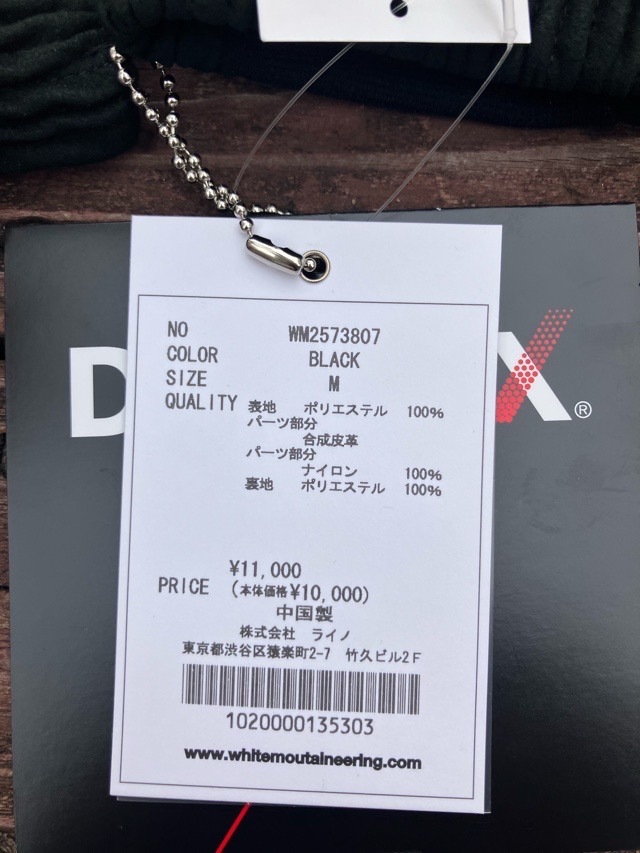 NO WM2573807
COLOR BLACK
SIZE M
QUALITY 表地 ポリエステル 100%
パーツ部分
合成皮革
パーツ部分
ナイロン 100%
裏地 ポリエステル 100%
¥11,000
PRICE (本体価格¥10,000)
中国製
株式会社 ライノ
東京都渋谷区猿楽町2-7 竹久ビル2F
1020000135303
www.whitemoutaineering.com
D X®